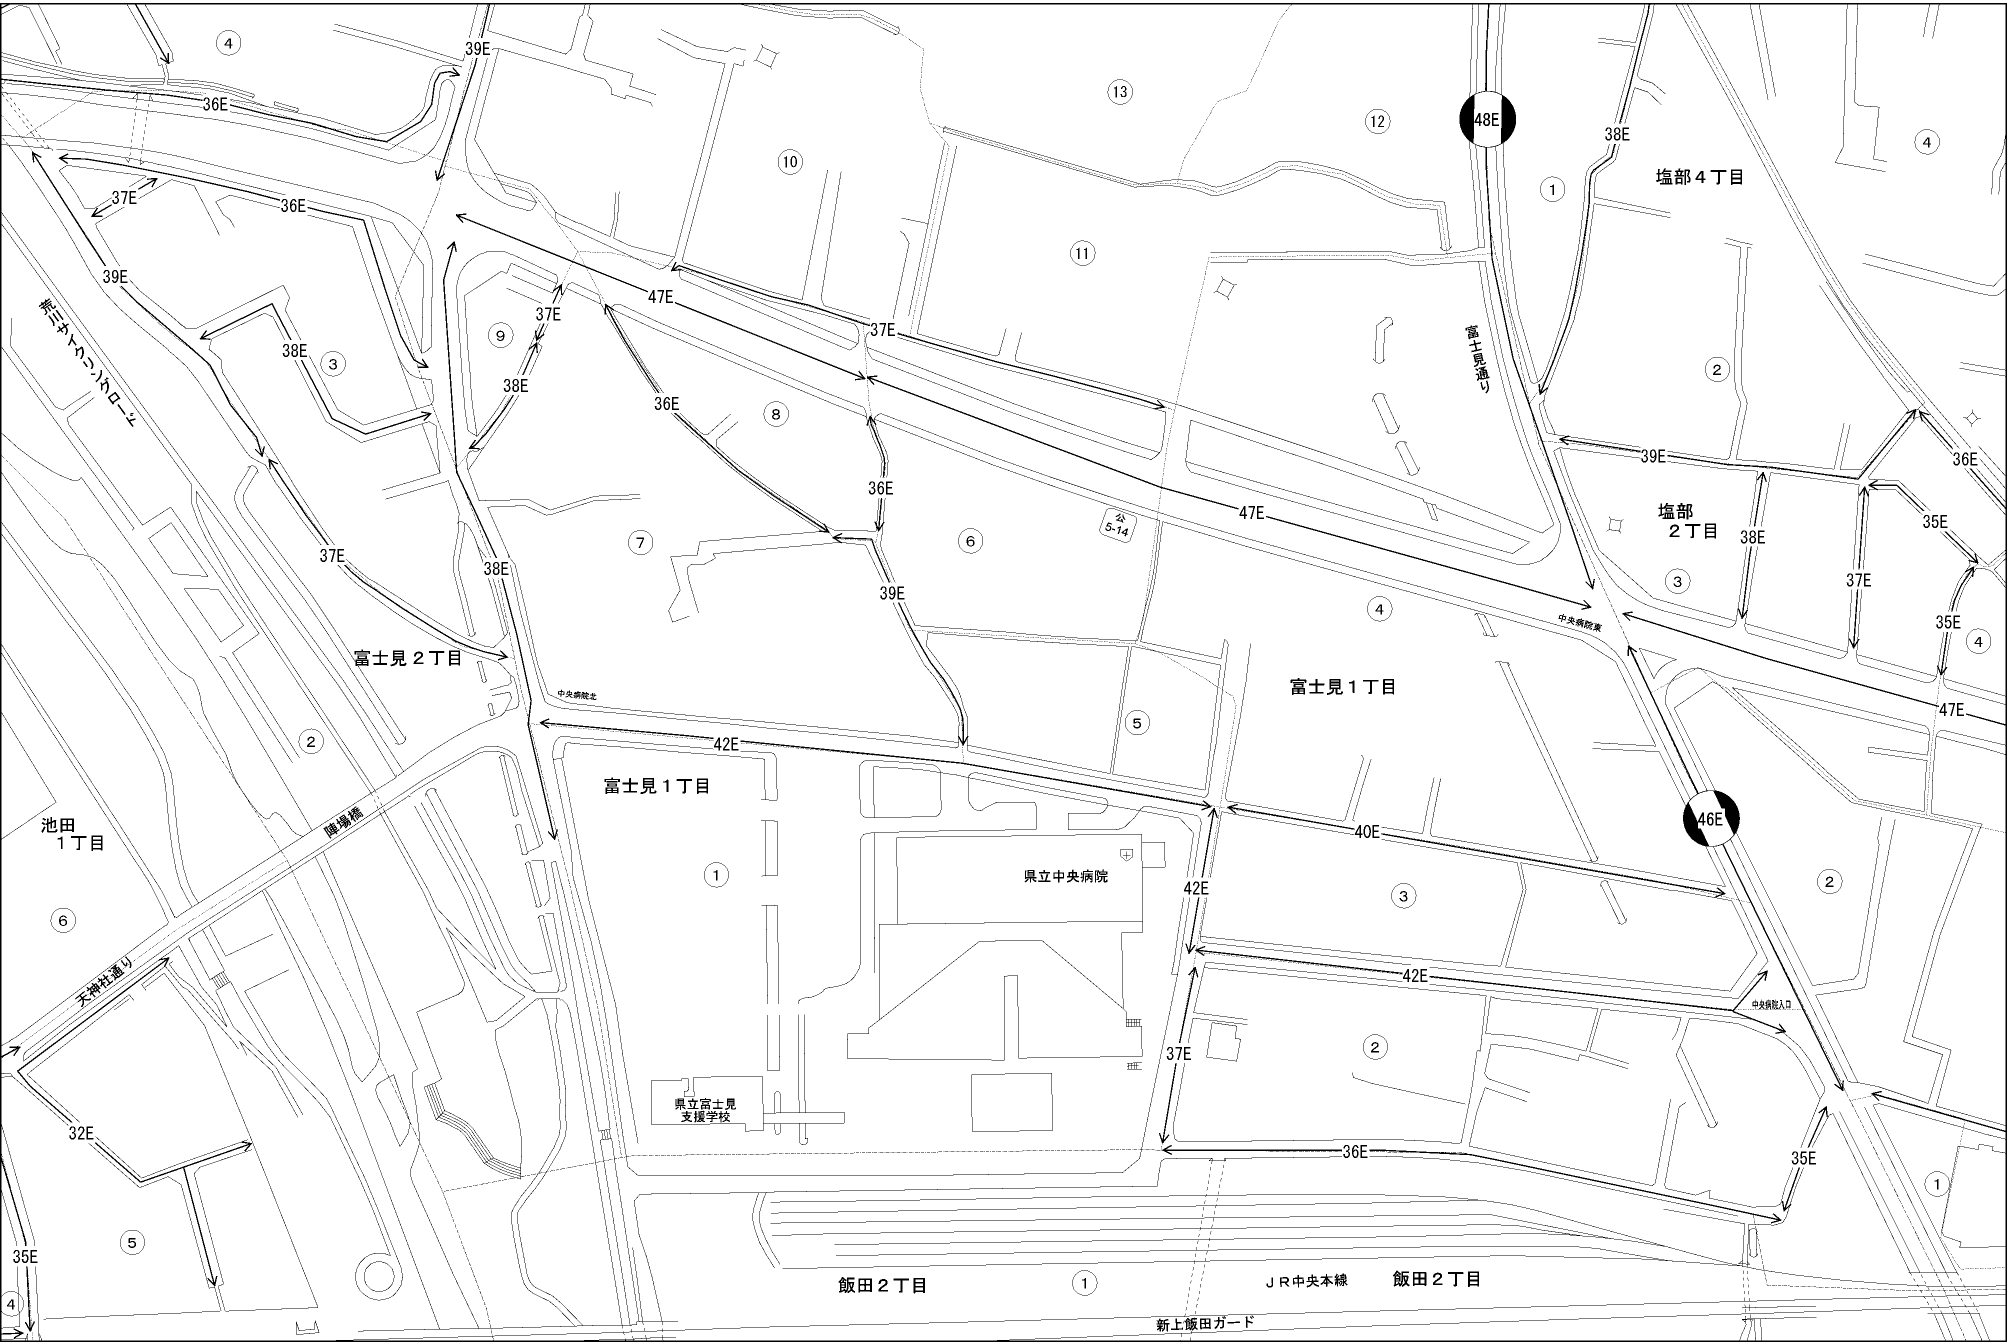 ④
39E
36E
⑬
⑫
48E
38E
④
⑩
塩部４丁目
①
37E
36E
⑪
39E
47E
荒川サイクリングロード
37E
37E
⑨
富士見通り
38E
③
38E
②
36E
⑧
39E
36E
36E
塩部
２丁目
47E
公
5-14
35E
⑦
⑥
38E
37E
38E
③
37E
39E
④
35E
④
中央病院東
富士見２丁目
富士見１丁目
中央病院北
⑤
47E
②
42E
富士見１丁目
46E
陣場橋
池田
１丁目
40E
①
県立中央病院
42E
②
③
⑥
天神社通り
42E
中央病院入口
37E
②
県立富士見
支援学校
32E
36E
35E
①
⑤
35E
飯田２丁目
①
ＪＲ中央本線
飯田２丁目
④
新上飯田ガード